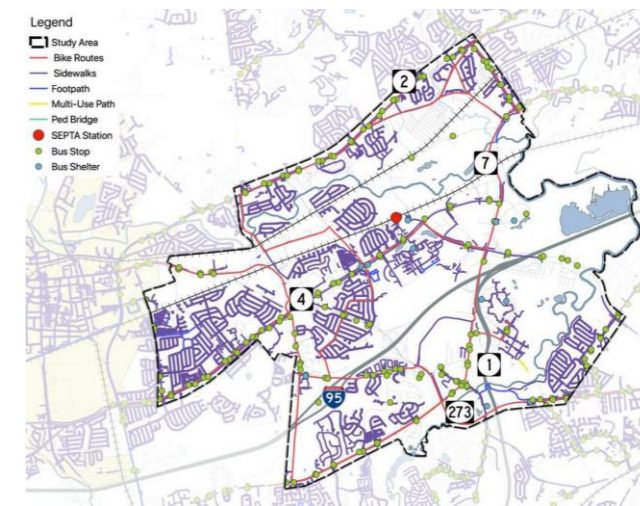 Legend
Study Area
Bike Routes
Sidewalks
Footpath
Multi-Use Path
Ped Bridge
SEPTA Station
Bus Stop
Bus Shelter
2
7
4
1
95
273